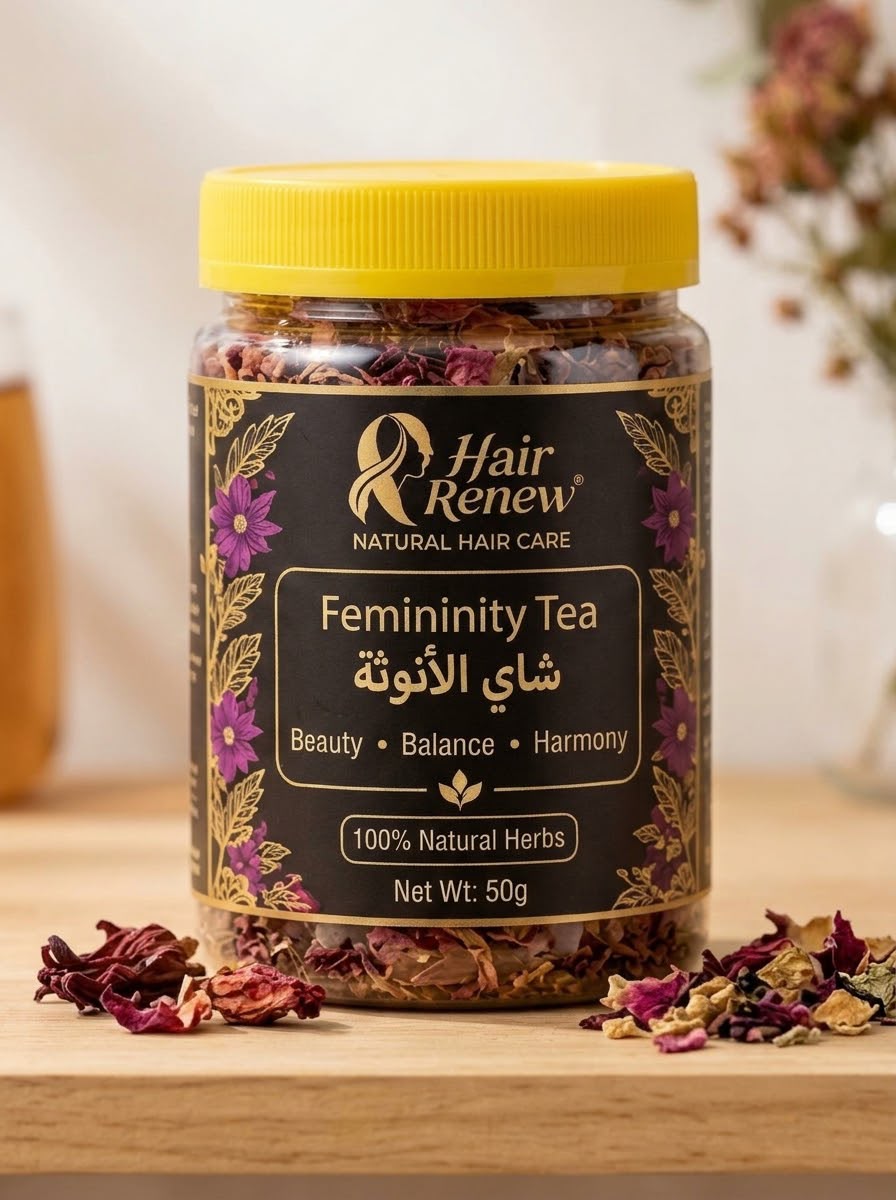 Hair
Renew®
NATURAL HAIR CARE
Femininity Tea
شاي الأنوثة
Beauty • Balance • Harmony
100% Natural Herbs
Net Wt: 50g